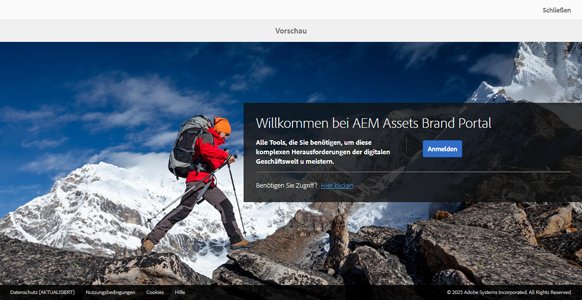 Schließen
Vorschau
Willkommen bei AEM Assets Brand Portal
Alle Tools, die Sie benötigen, um diese
komplexen Herausforderungen der digitalen
Geschäftswelt u meistern.
Anmelden
Benötigen Sie Zugriff? Hier klicken
Datenschutz (AKTUALISIERT) Nutzungsbedingungen Cookies Hilfe © 2025 Adobe Systems Incorporated. All Rights Reserved.